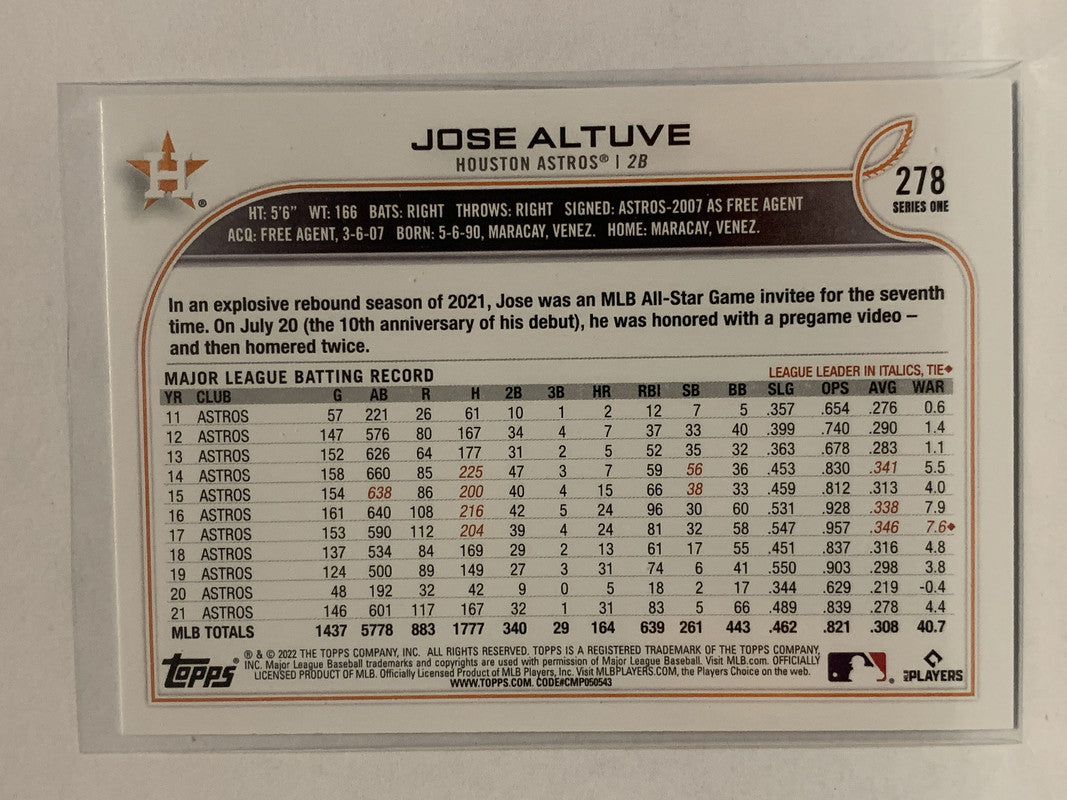 JOSE ALTUVE
HOUSTON ASTROS® | 2B
H
®
278
SERIES ONE
HT: 5'6" WT: 166 BATS: RIGHT THROWS: RIGHT SIGNED: ASTROS-2007 AS FREE AGENT
ACQ: FREE AGENT, 3-6-07 BORN: 5-6-90, MARACAY, VENEZ. HOME: MARACAY, VENEZ.
In an explosive rebound season of 2021, Jose was an MLB All-Star Game invitee for the seventh
time. On July 20 (the 10th anniversary of his debut), he was honored with a pregame video –
and then homered twice.
MAJOR LEAGUE BATTING RECORD LEAGUE LEADER IN ITALICS, TIE◆
YR CLUB G AB R H 2B 3B HR RBI SB BB SLG OPS AVG WAR
11 ASTROS 57 221 26 61 10 1 2 12 7 5 .357 .654 .276 0.6
12 ASTROS 147 576 80 167 34 4 7 37 33 40 .399 .740 .290 1.4
13 ASTROS 152 626 64 177 31 2 5 52 35 32 .363 .678 .283 1.1
14 ASTROS 158 660 85 225 47 3 7 59 56 36 .453 .830 .341 5.5
15 ASTROS 154 638 86 200 40 4 15 66 38 33 .459 .812 .313 4.0
16 ASTROS 161 640 108 216 42 5 24 96 30 60 .531 .928 .338 7.9
17 ASTROS 153 590 112 204 39 4 24 81 32 58 .547 .957 .346 7.6◆
18 ASTROS 137 534 84 169 29 2 13 61 17 55 .451 .837 .316 4.8
19 ASTROS 124 500 89 149 27 3 31 74 6 41 .550 .903 .298 3.8
20 ASTROS 48 192 32 42 9 0 5 18 2 17 .344 .629 .219 -0.4
21 ASTROS 146 601 117 167 32 1 31 83 5 66 .489 .839 .278 4.4
MLB TOTALS 1437 5778 883 1777 340 29 164 639 261 443 .462 .821 .308 40.7
topps®
® & © 2022 THE TOPPS COMPANY, INC. ALL RIGHTS RESERVED. TOPPS IS A REGISTERED TRADEMARK OF THE TOPPS COMPANY,
INC. Major League Baseball trademarks and copyrights are used with permission of Major League Baseball. Visit MLB.com. OFFICIALLY
LICENSED PRODUCT OF MLB. Officially Licensed Product of MLB Players, Inc. Visit MLBPLAYERS.COM, the Players Choice on the web.
WWW.TOPPS.COM. CODE#CMP050543
MLB PLAYERS